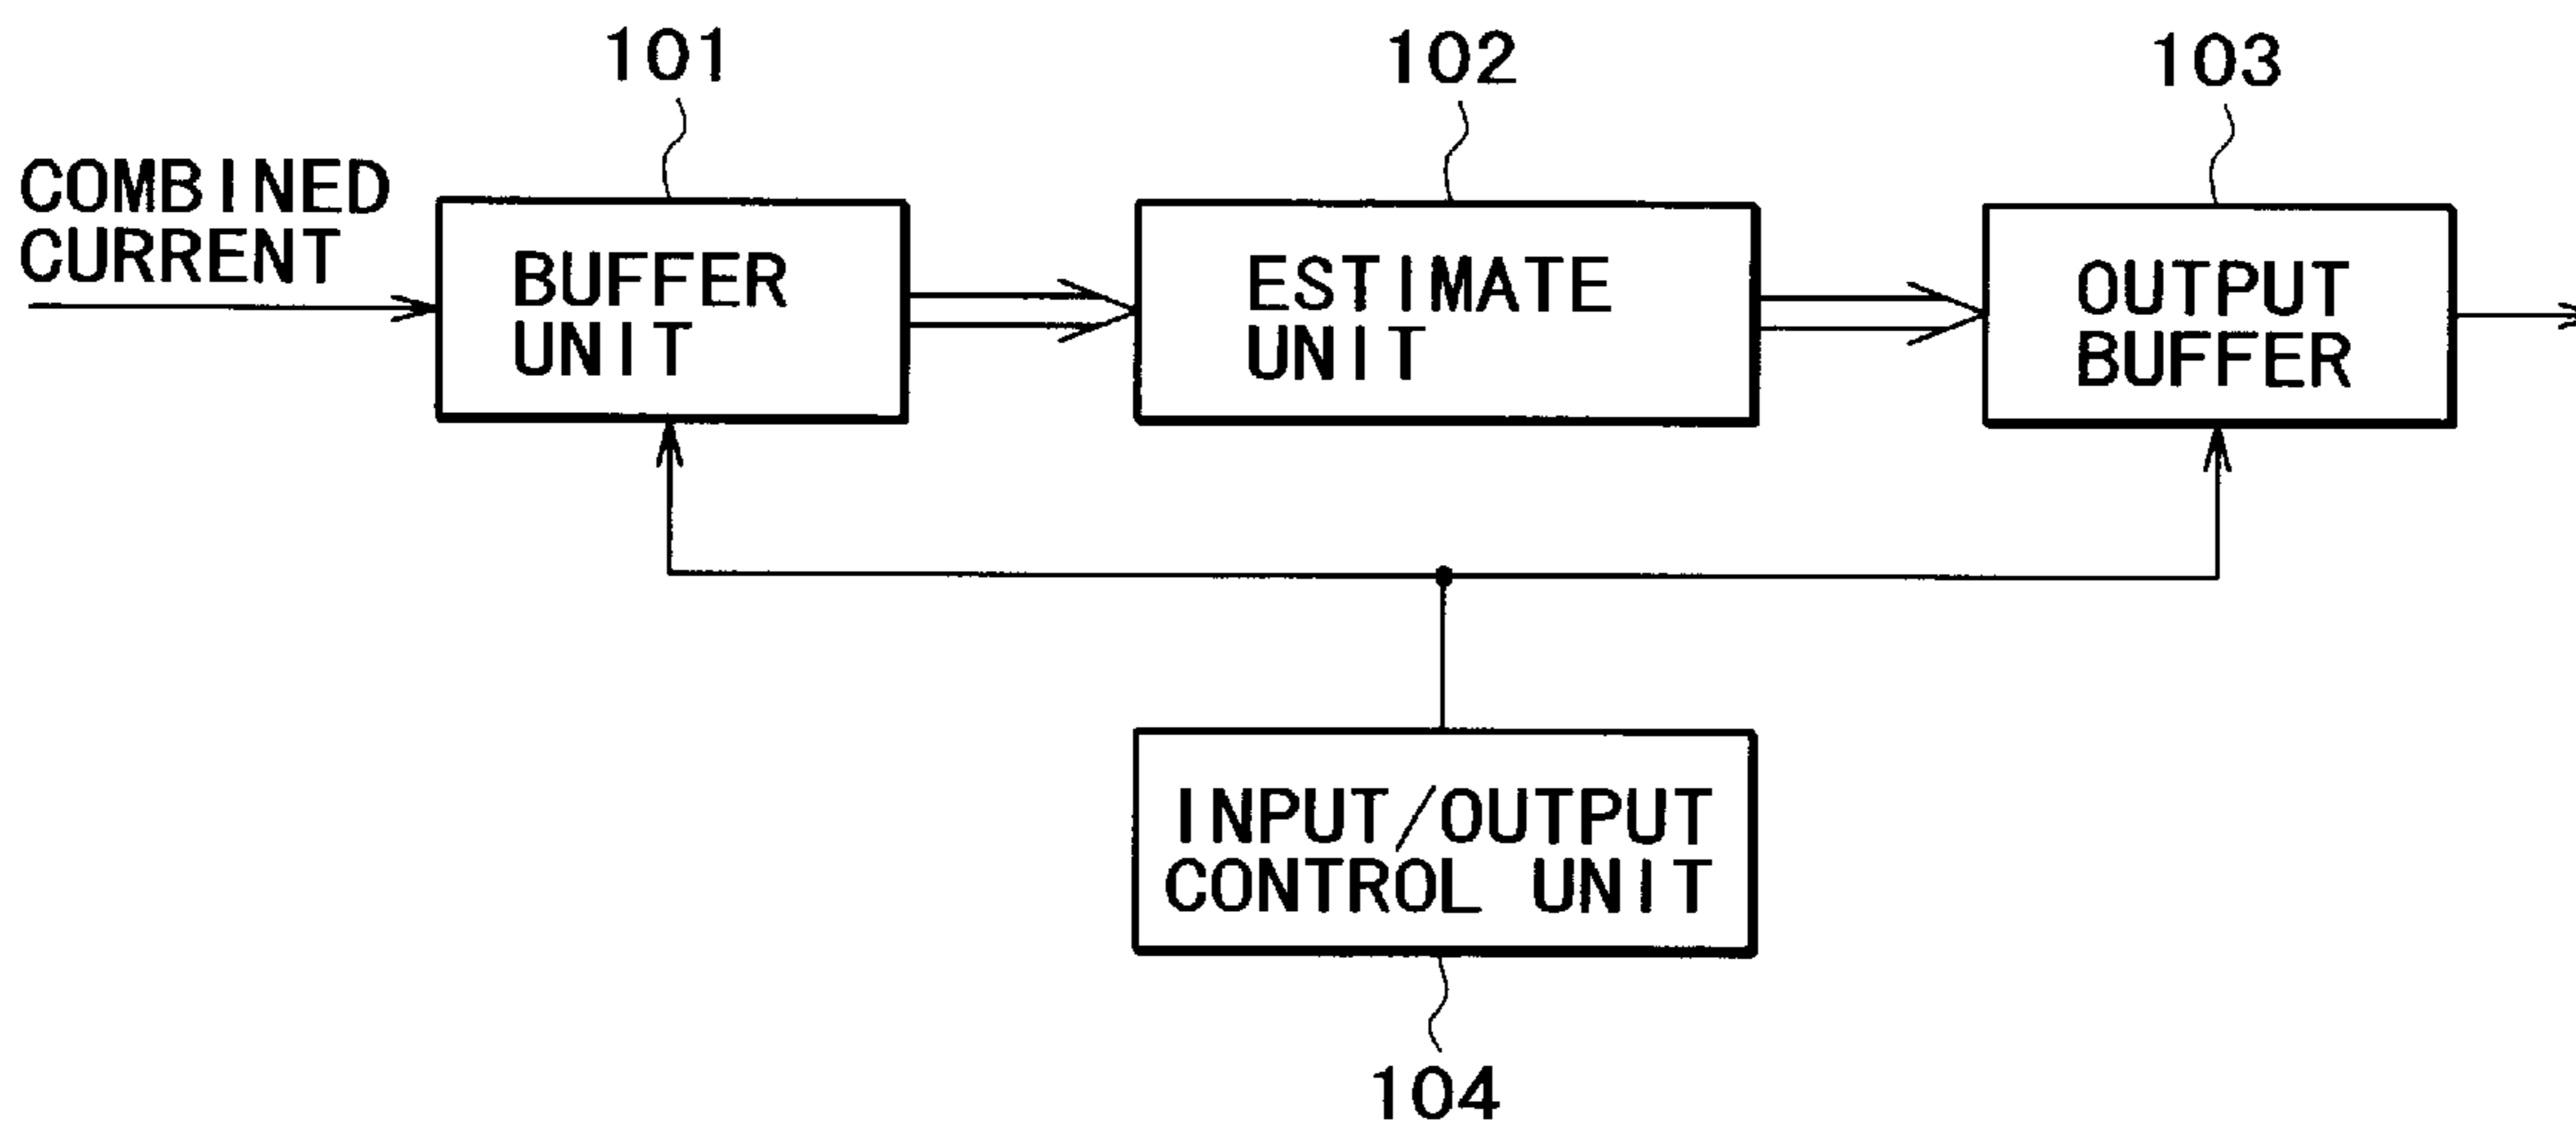 101
102
103
COMBINED
CURRENT
BUFFER
UNIT
ESTIMATE
UNIT
OUTPUT
BUFFER
INPUT/OUTPUT
CONTROL UNIT
104